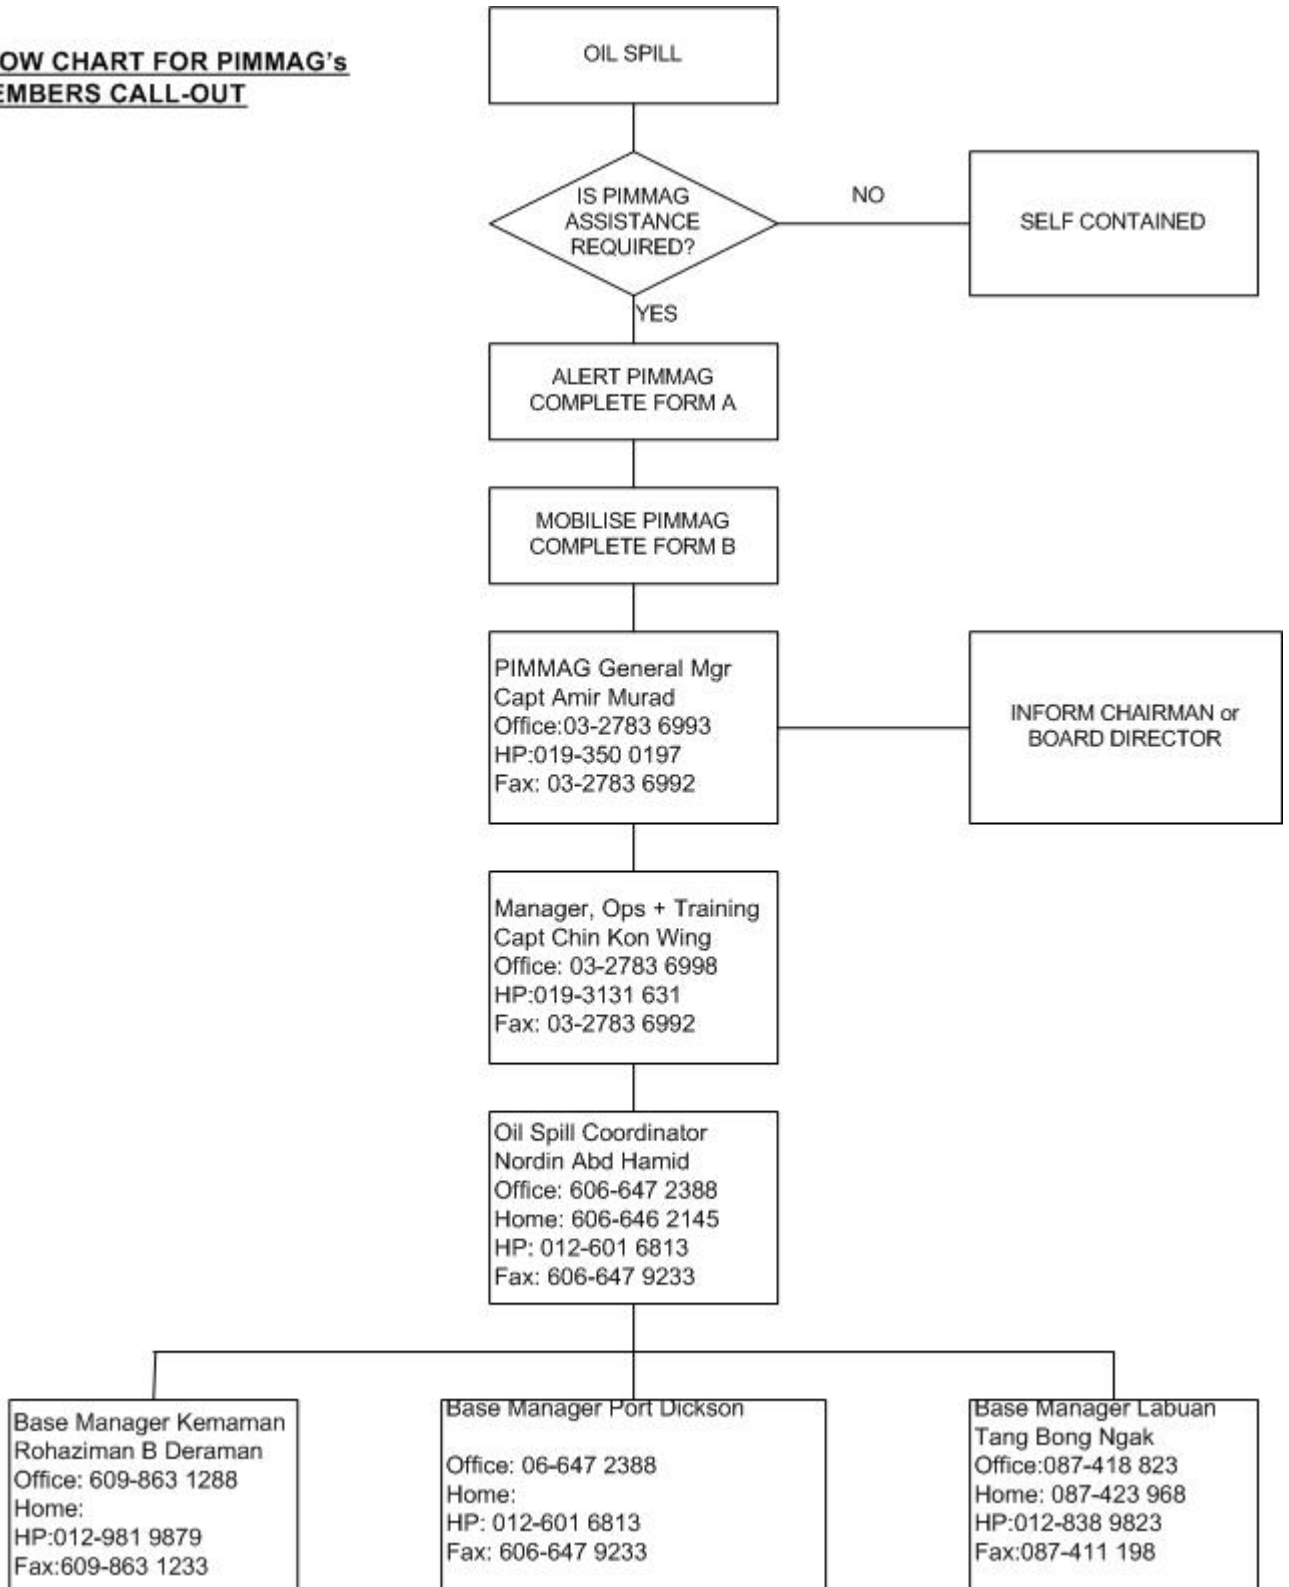 OW CHART FOR PIMMAG's
EMBERS CALL-OUT
OIL SPILL
IS PIMMAG
ASSISTANCE
REQUIRED?
NO
SELF CONTAINED
YES
ALERT PIMMAG
COMPLETE FORM A
MOBILISE PIMMAG
COMPLETE FORM B
PIMMAG General Mgr
Capt Amir Murad
Office:03-2783 6993
HP:019-350 0197
Fax: 03-2783 6992
INFORM CHAIRMAN or
BOARD DIRECTOR
Manager, Ops + Training
Capt Chin Kon Wing
Office: 03-2783 6998
HP:019-3131 631
Fax: 03-2783 6992
Oil Spill Coordinator
Nordin Abd Hamid
Office: 606-647 2388
Home: 606-646 2145
HP: 012-601 6813
Fax: 606-647 9233
Base Manager Kemaman
Rohaziman B Deraman
Office: 609-863 1288
Home:
HP:012-981 9879
Fax:609-863 1233
Base Manager Port Dickson
Office: 06-647 2388
Home:
HP: 012-601 6813
Fax: 606-647 9233
Base Manager Labuan
Tang Bong Ngak
Office:087-418 823
Home: 087-423 968
HP:012-838 9823
Fax:087-411 198